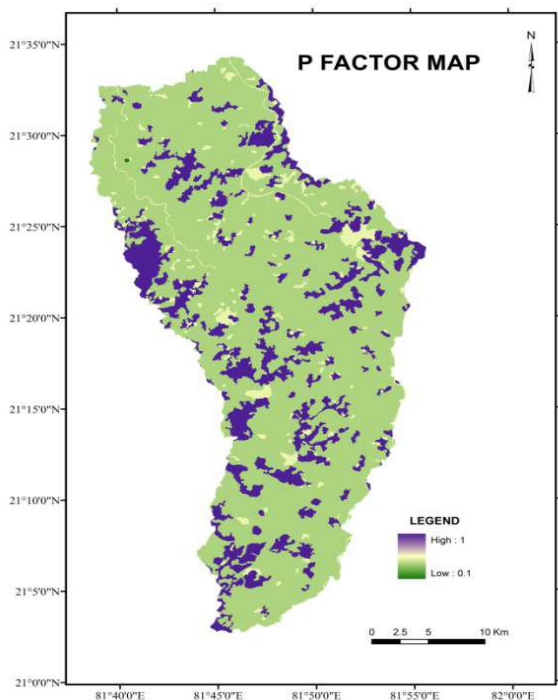 P FACTOR MAP
N
21°35'0"N
21°30'0"N
21°25'0"N
21°20'0"N
21°15'0"N
21°10'0"N
21°5'0"N
21°0'0"N
LEGEND
High : 1
Low : 0.1
0 2.5 5 10 Km
81°40'0"E 81°45'0"E 81°50'0"E 81°55'0"E 82°0'0"E